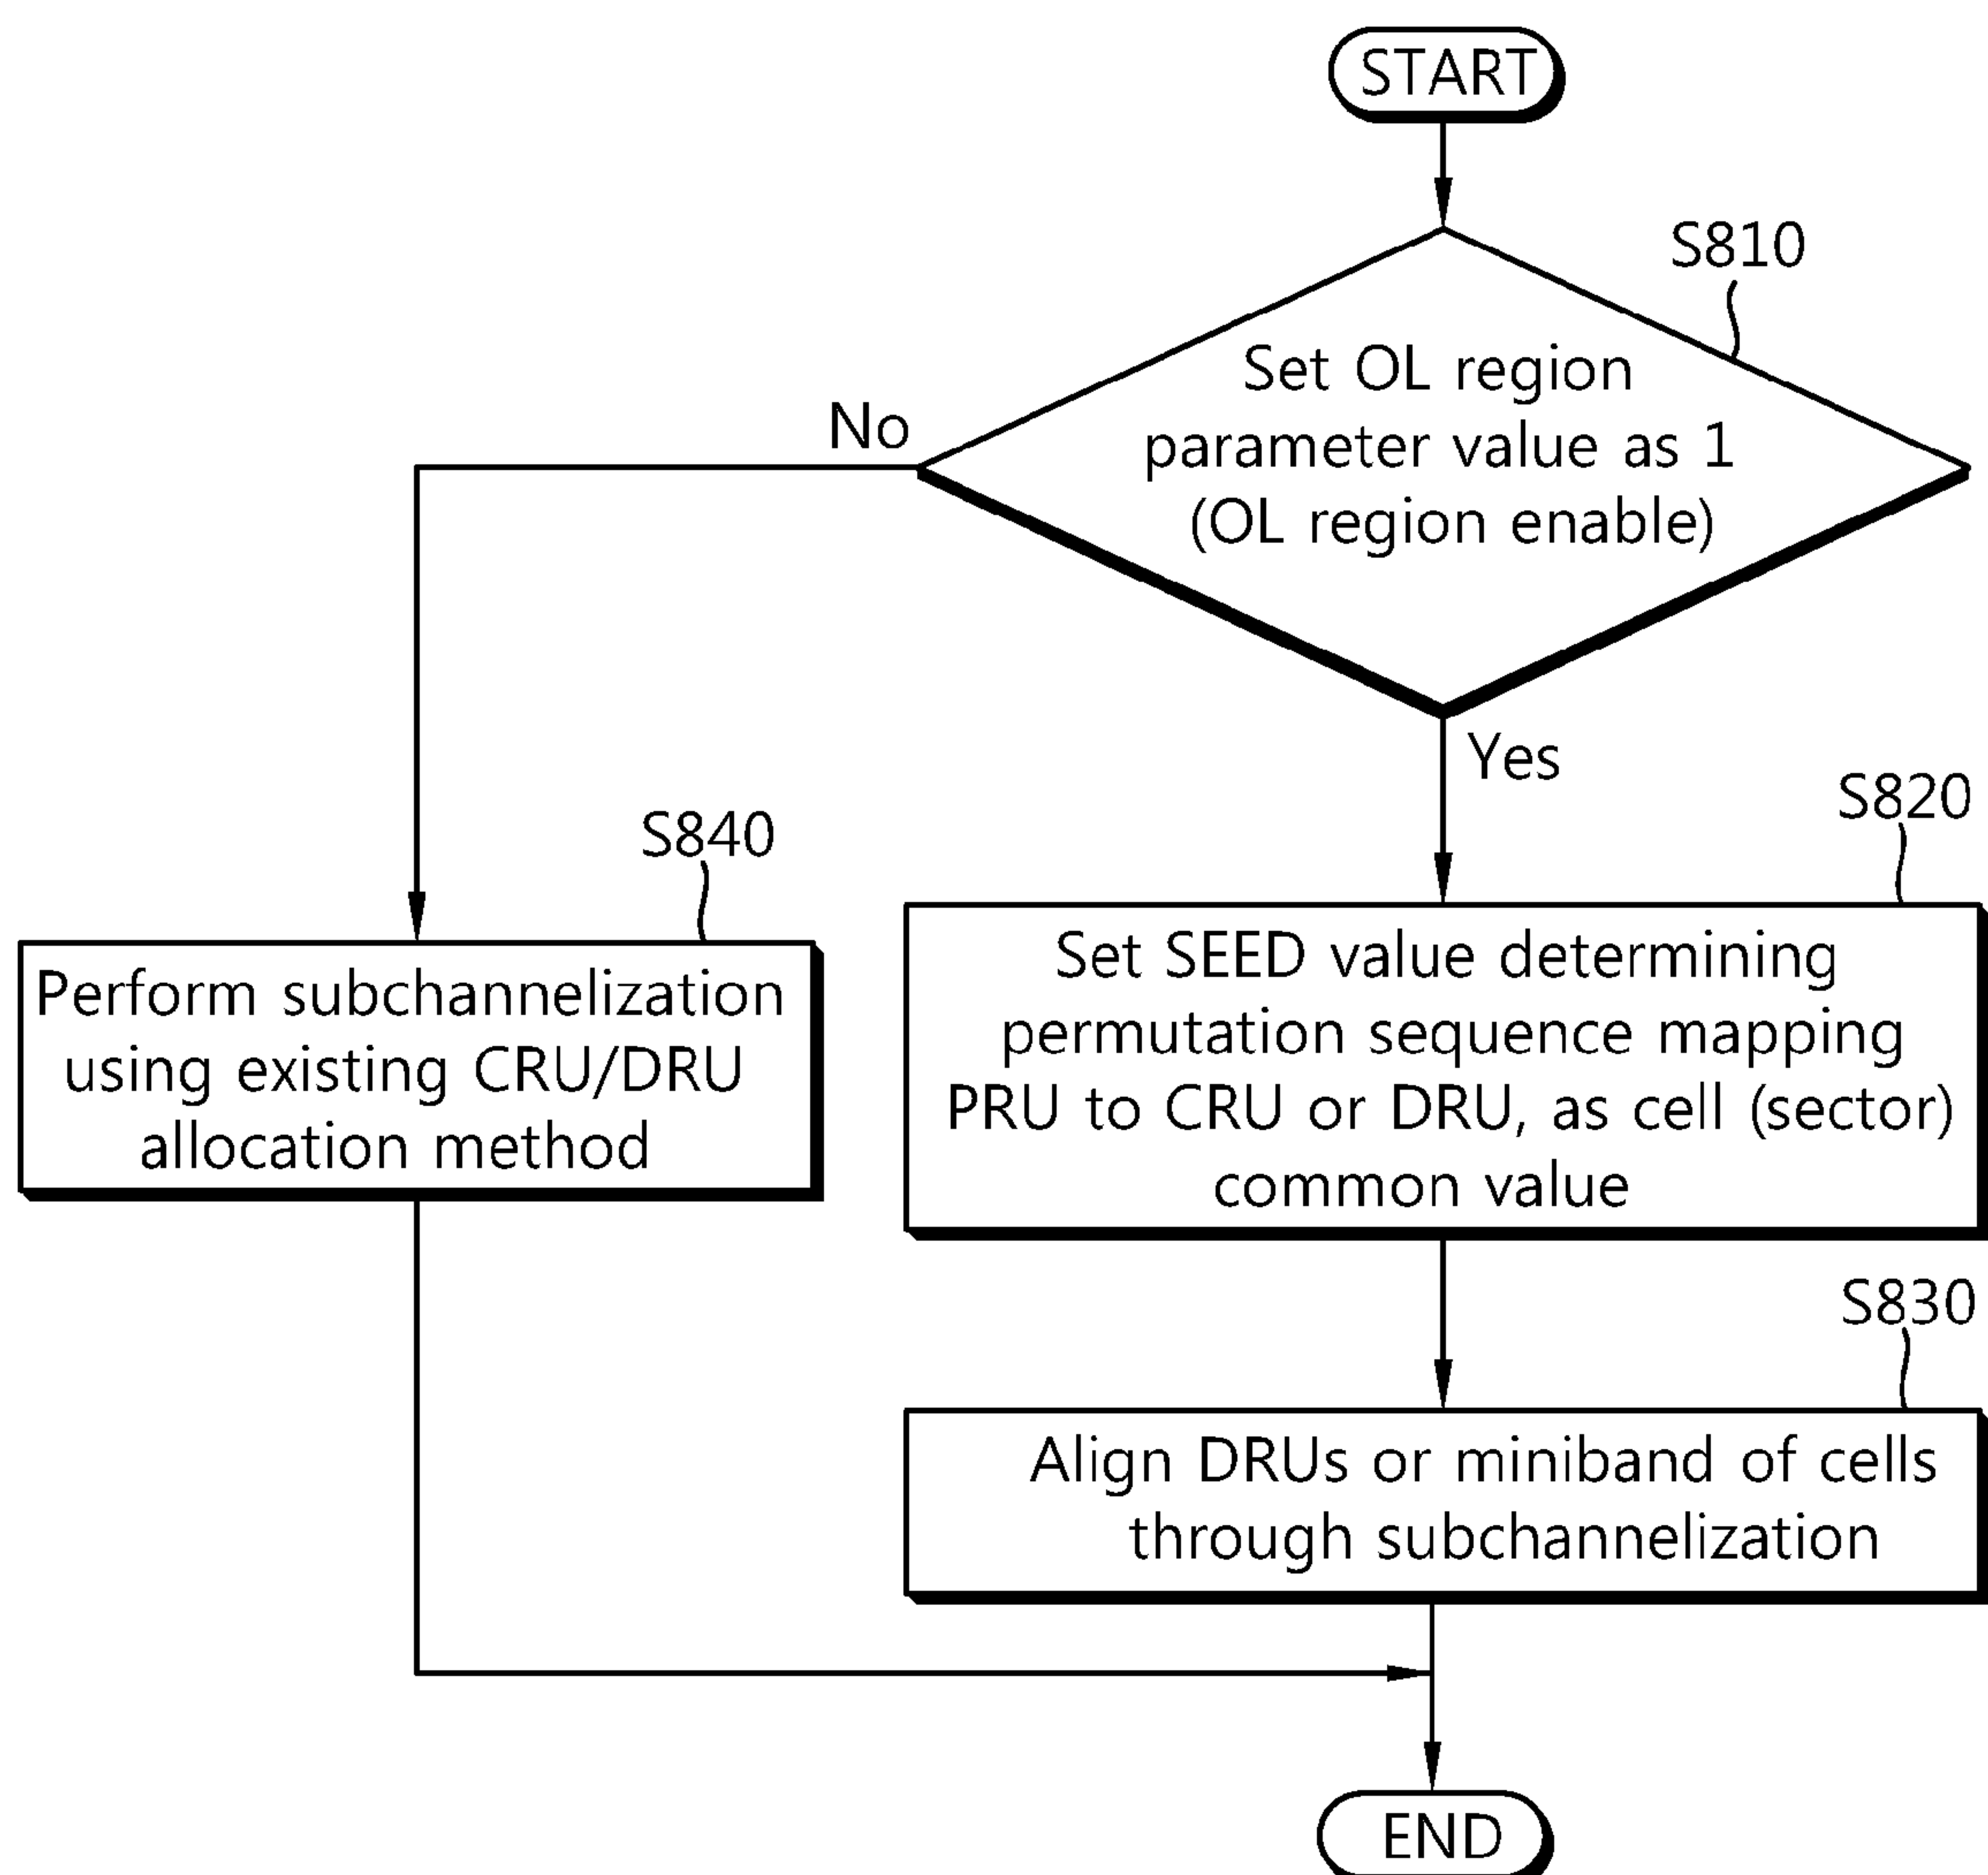 START
S810
Set OL region
parameter value as 1
(OL region enable)
No
Yes
S820
S840
Set SEED value determining
permutation sequence mapping
PRU to CRU or DRU, as cell (sector)
common value
Perform subchannelization
using existing CRU/DRU
allocation method
S830
Align DRUs or miniband of cells
through subchannelization
END